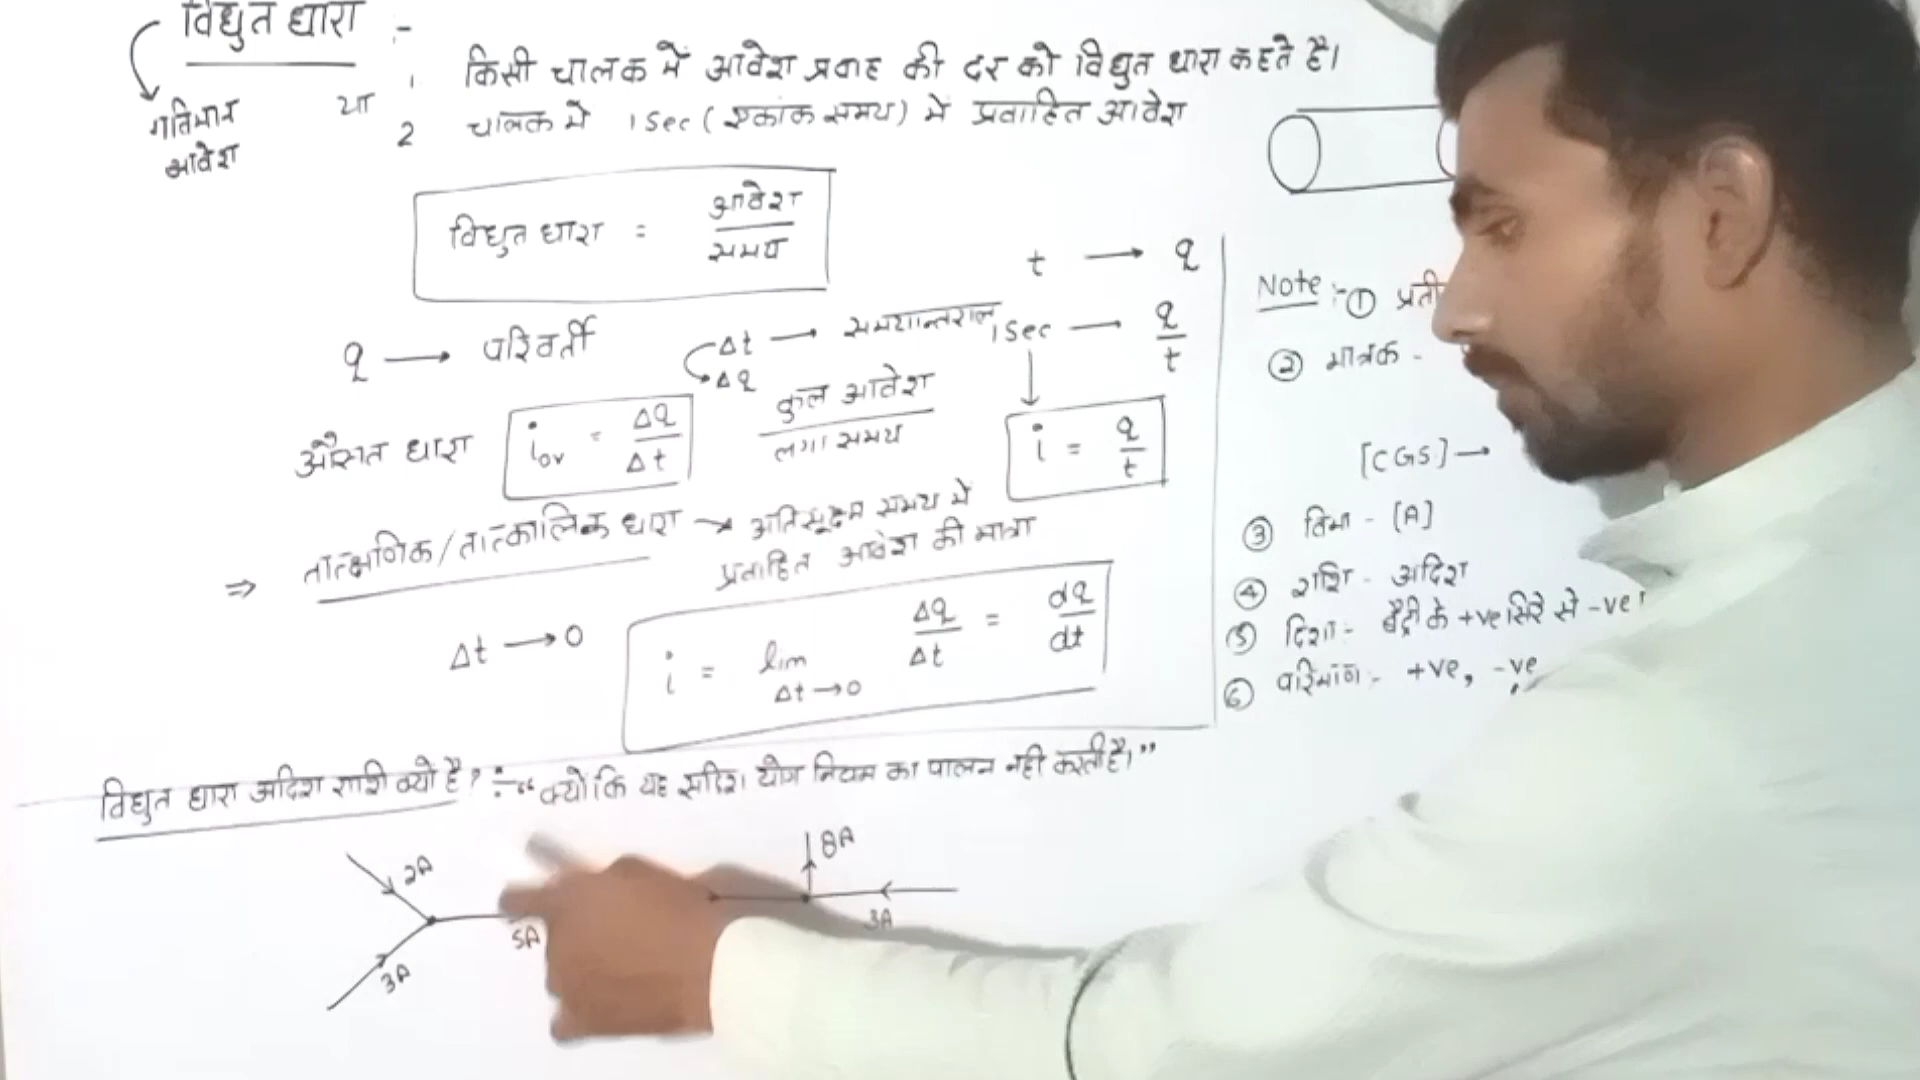 विद्युत धारा :-
1. किसी चालक में आवेश प्रवाह की दर को विद्युत धारा कहते है।
गतिमान आवेश
या
2 चालक मे 1 Sec ( एकांक समय ) में प्रवाहित आवेश
विद्युत धारा = आवेश / समय
t → q
q → परिवर्ती
Δt → समयान्तराल
Δq
1 Sec → q / t
औसत धारा
i av = Δq / Δt
कुल आवेश / लगा समय
i = q / t
⇒ तात्क्षणिक/तात्कालिक धारा → अतिसूक्ष्म समय मे
प्रवाहित आवेश की मात्रा
Δt → 0
i = lim Δt→0 Δq / Δt = dq / dt
Note :- ① प्रती
② मात्रक -
[CGS] →
③ विमा - [A]
④ राशि - अदिश
⑤ दिशा - बैट्री के +ve सिरे से -ve
⑥ परिमाण - +ve, -ve
विद्युत धारा अदिश राशी क्यो है? :- “क्यो कि यह सदिश योग नियम का पालन नही करती है।”
2A
3A
5A
8A
3A